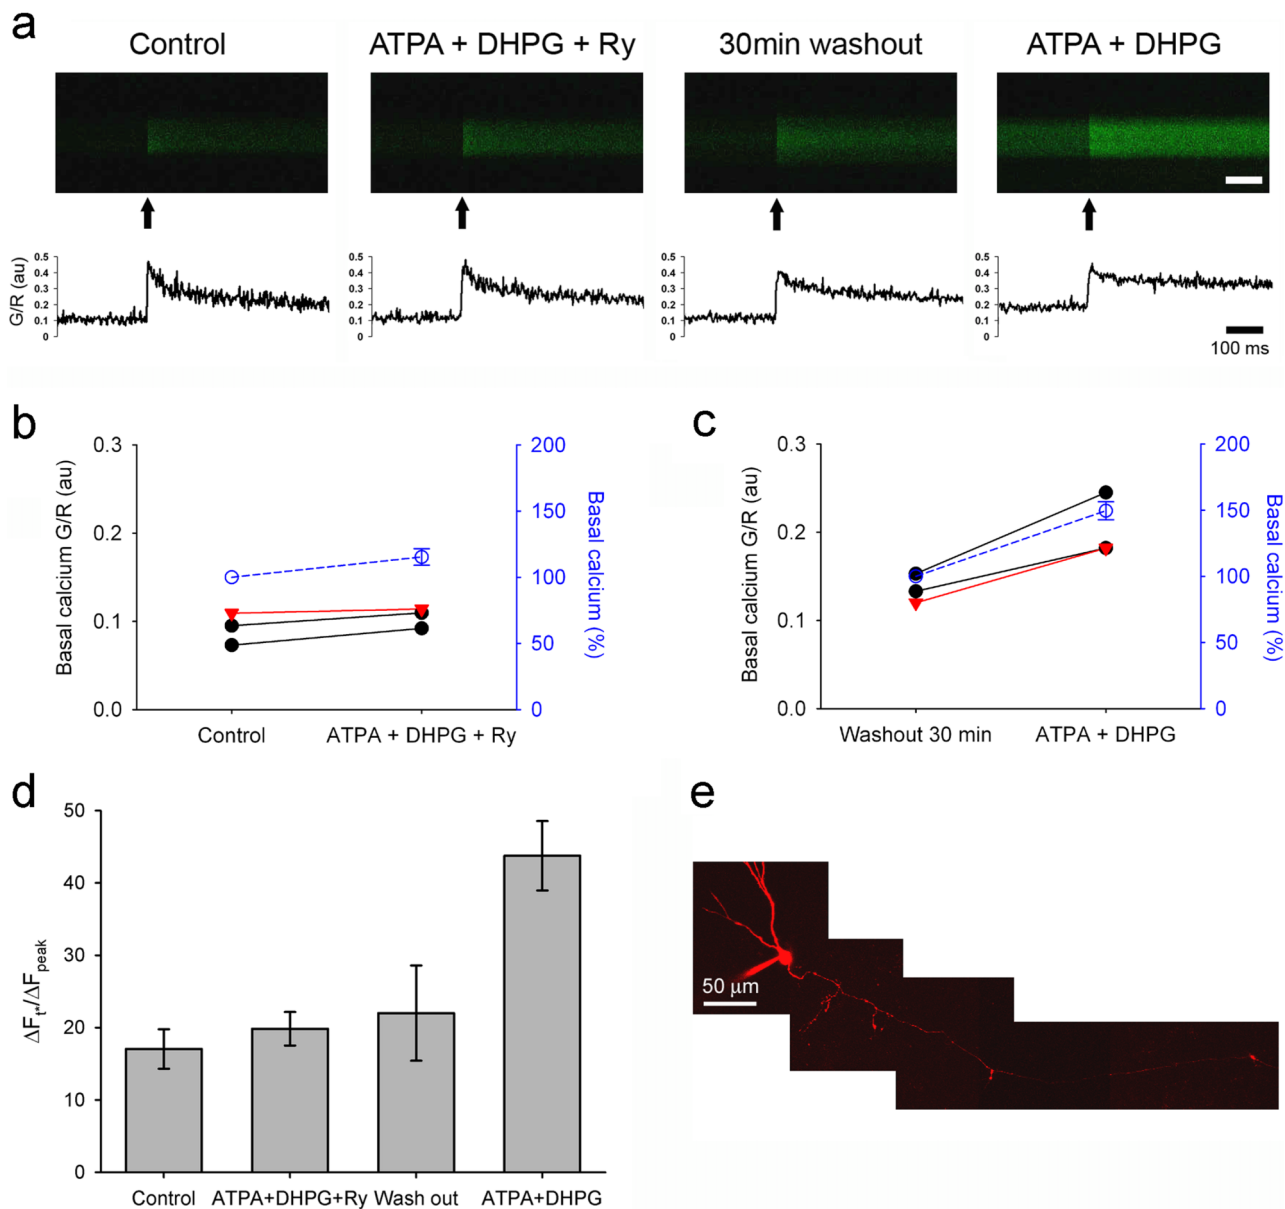 a
Control
ATPA + DHPG + Ry
30min washout
ATPA + DHPG
G/R (au)
0.5
0.4
0.3
0.2
0.1
0
0.5
0.4
0.3
0.2
0.1
0
0.5
0.4
0.3
0.2
0.1
0
0.5
0.4
0.3
0.2
0.1
0
100 ms
b
Basal calcium G/R (au)
0.3
0.2
0.1
0.0
200
150
100
50
0
Basal calcium (%)
Control
ATPA + DHPG + Ry
c
Basal calcium G/R (au)
0.3
0.2
0.1
0.0
200
150
100
50
0
Basal calcium (%)
Washout 30 min
ATPA + DHPG
d
ΔFt*/ΔFpeak
50
40
30
20
10
0
Control
ATPA+DHPG+Ry
Wash out
ATPA+DHPG
e
50 μm